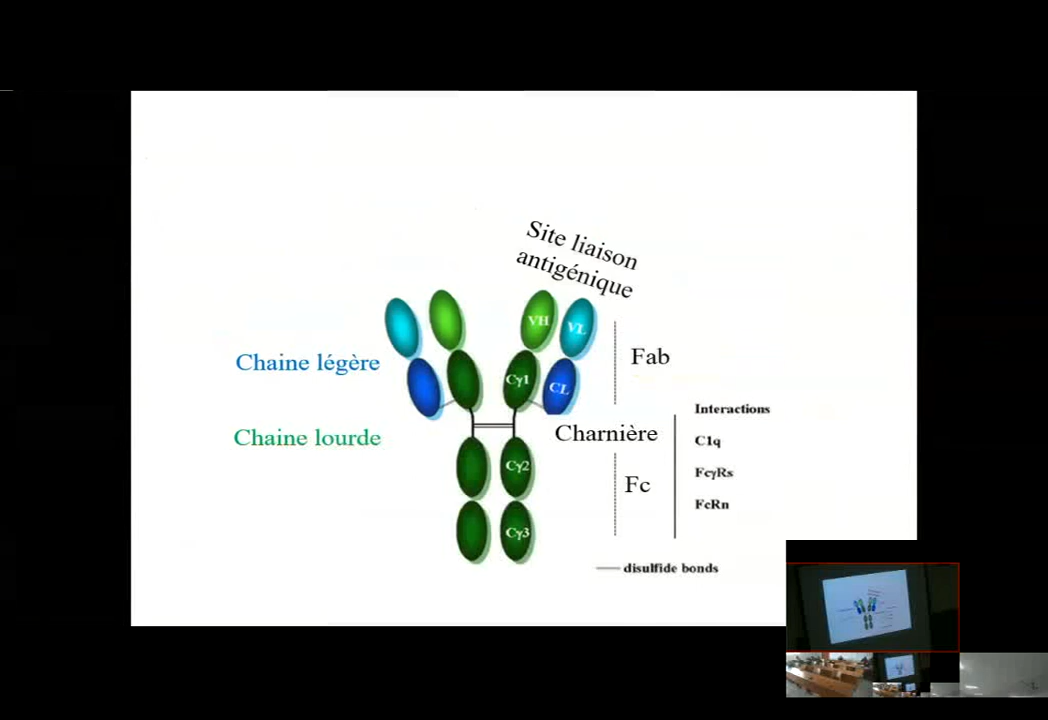 Site liaison
antigénique
VH
VL
Chaine légère
Fab
Cγ1
CL
Interactions
Charnière
Chaine lourde
C1q
Cγ2
FcγRs
Fc
FcRn
Cγ3
disulfide bonds